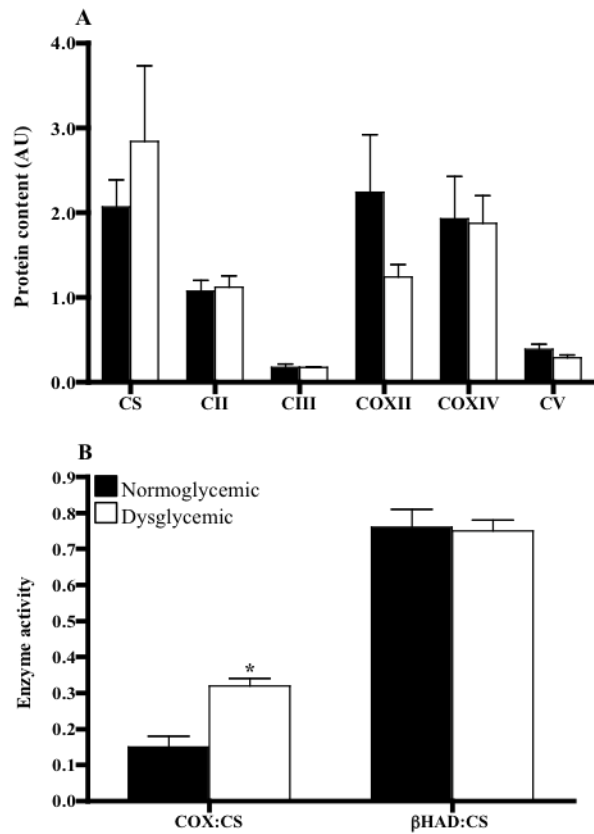 A
Protein content (AU)
4.0
3.0
2.0
1.0
0.0
CS CII CIII COXII COXIV CV
B
Enzyme activity
0.9
0.8
0.7
0.6
0.5
0.4
0.3
0.2
0.1
0.0
Normoglycemic
Dysglycemic
*
COX:CS βHAD:CS